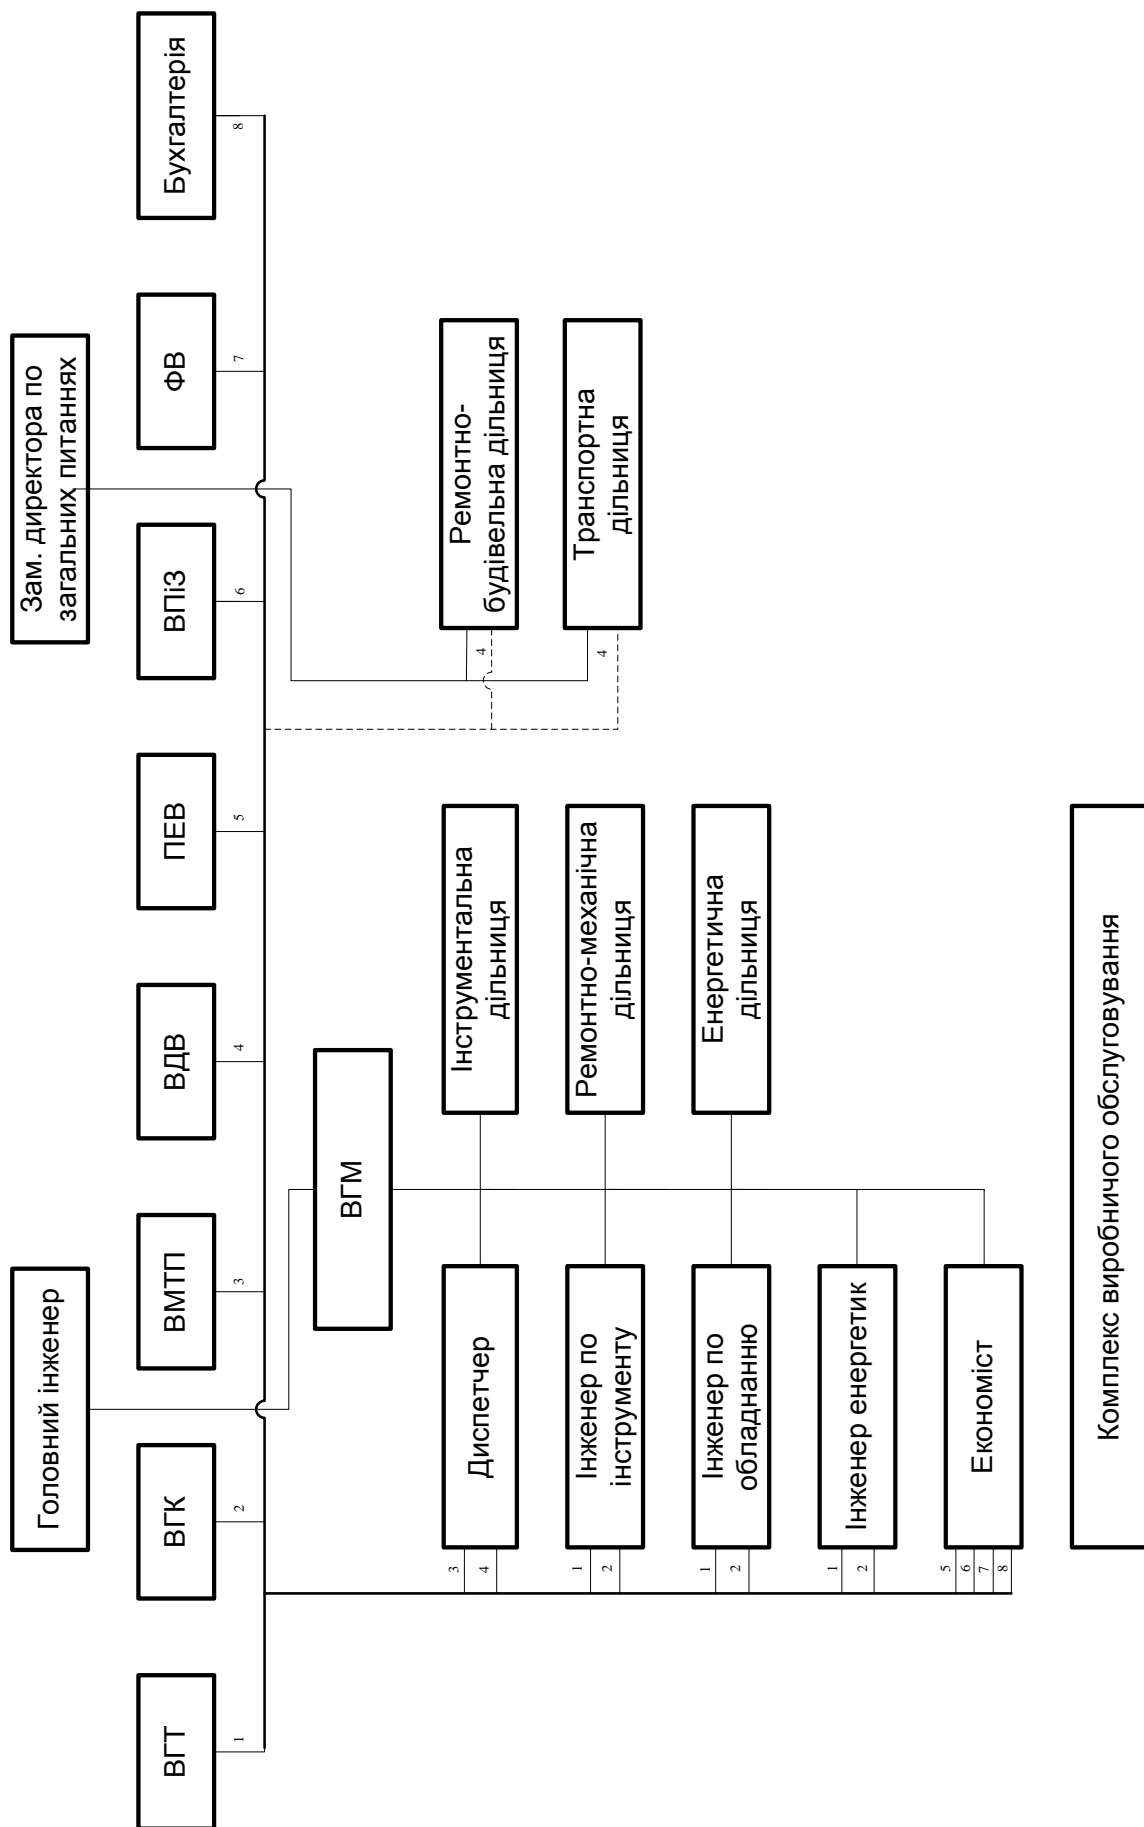 Головний інженер
Зам. директора по
загальних питаннях
ВГТ
ВГК
ВМТП
ВДВ
ПЕВ
ВПіЗ
ФВ
Бухгалтерія
1
2
3
4
5
6
7
8
ВГМ
3
4
Диспетчер
Інструментальна
дільниця
4
Ремонтно-
будівельна дільниця
1
2
Інженер по
інструменту
Ремонтно-механічна
дільниця
4
Транспортна
дільниця
1
2
Інженер по
обладнанню
Енергетична
дільниця
1
2
Інженер енергетик
5
6
7
8
Економіст
Комплекс виробничого обслуговування